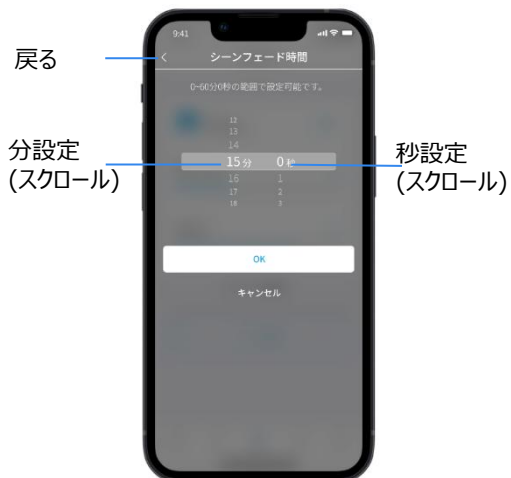 9:41
戻る
シーンフェード時間
0~60分0秒の範囲で設定可能です。
12
13
14
分設定
(スクロール)
15 分 0 秒
秒設定
(スクロール)
16 1
17 2
18 3
OK
キャンセル